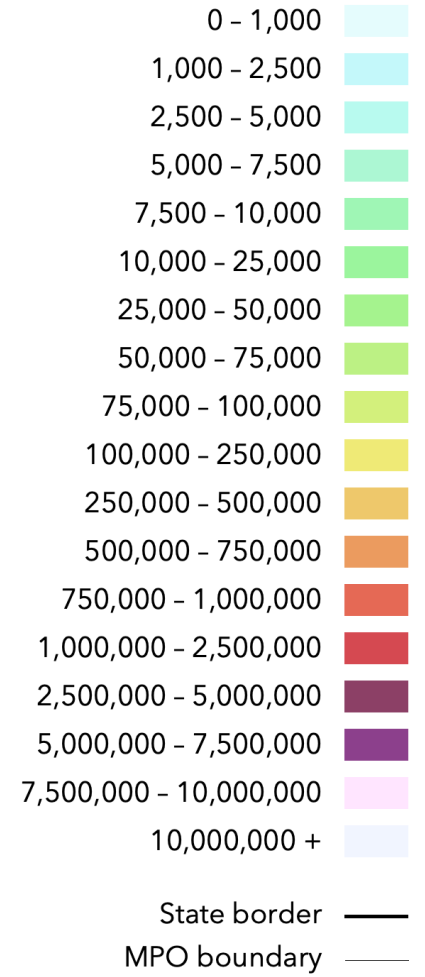 0 – 1,000
1,000 – 2,500
2,500 – 5,000
5,000 – 7,500
7,500 – 10,000
10,000 – 25,000
25,000 – 50,000
50,000 – 75,000
75,000 – 100,000
100,000 – 250,000
250,000 – 500,000
500,000 – 750,000
750,000 – 1,000,000
1,000,000 – 2,500,000
2,500,000 – 5,000,000
5,000,000 – 7,500,000
7,500,000 – 10,000,000
10,000,000 +
State border
MPO boundary